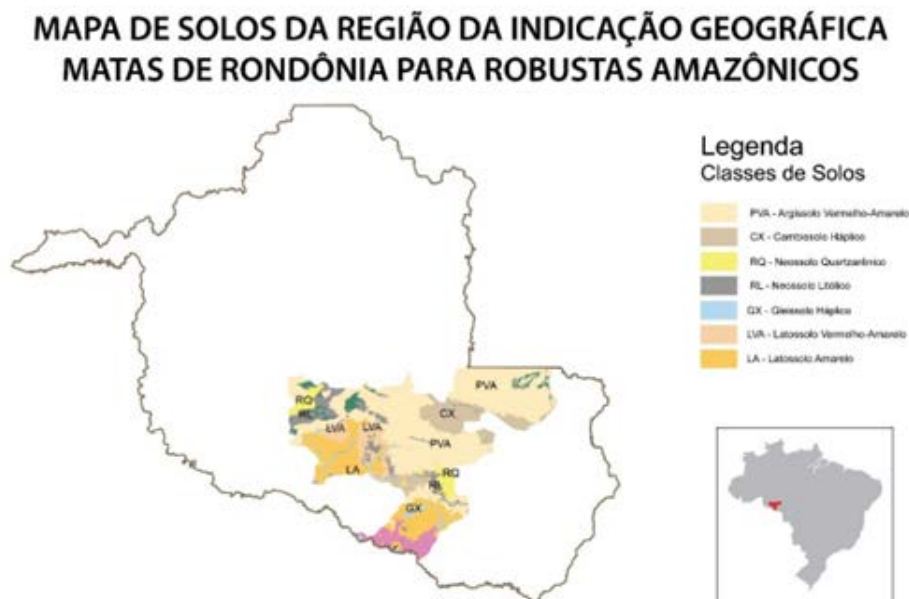 MAPA DE SOLOS DA REGIÃO DA INDICAÇÃO GEOGRÁFICA
MATAS DE RONDÔNIA PARA ROBUSTAS AMAZÔNICOS
Legenda
Classes de Solos
PVA - Argissolo Vermelho-Amarelo
CX - Cambissolo Háplico
RQ - Neossolo Quartzarênico
RL - Neossolo Litólico
GX - Gleissolo Háplico
LVA - Latossolo Vermelho-Amarelo
LA - Latossolo Amarelo
PVA
RQ
RL
CX
LVA
LVA
PVA
LA
RQ
RL
GX